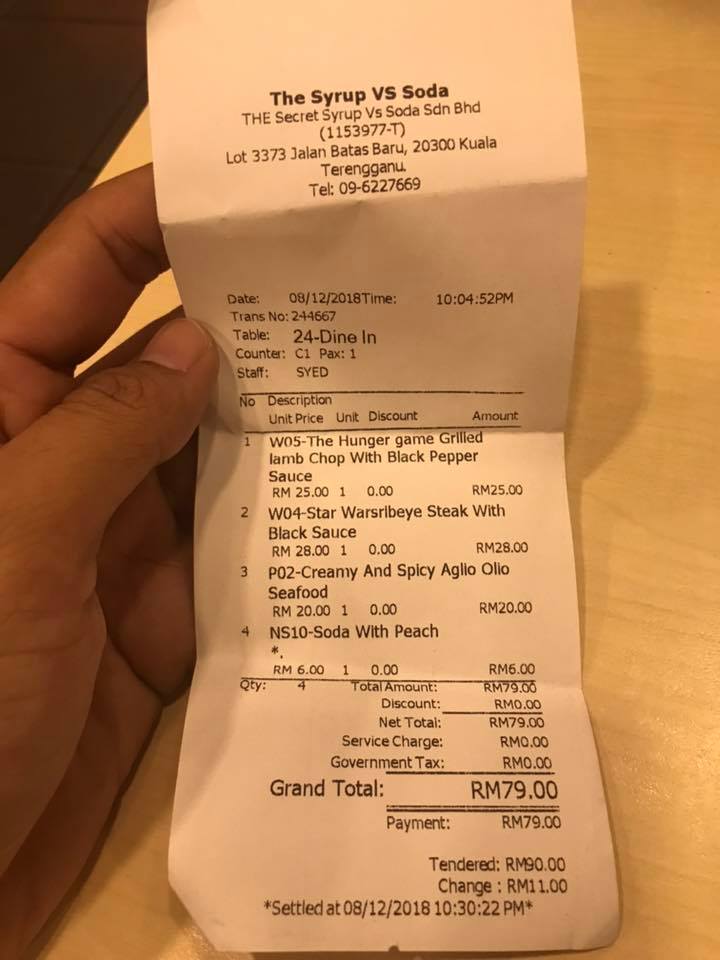 The Syrup VS Soda
THE Secret Syrup Vs Soda Sdn Bhd
(1153977-T)
Lot 3373 Jalan Batas Baru, 20300 Kuala
Terengganu.
Tel: 09-6227669
Date: 08/12/2018Time: 10:04:52PM
Trans No: 244667
Table: 24-Dine In
Counter: C1 Pax: 1
Staff: SYED
No Description
Unit Price Unit Discount Amount
1 W05-The Hunger game Grilled
lamb Chop With Black Pepper
Sauce
RM 25.00 1 0.00 RM25.00
2 W04-Star Warsribeye Steak With
Black Sauce
RM 28.00 1 0.00 RM28.00
3 P02-Creamy And Spicy Aglio Olio
Seafood
RM 20.00 1 0.00 RM20.00
4 NS10-Soda With Peach
*.
RM 6.00 1 0.00 RM6.00
Qty: 4 Total Amount: RM79.00
Discount: RM0.00
Net Total: RM79.00
Service Charge: RM0.00
Government Tax: RM0.00
Grand Total: RM79.00
Payment: RM79.00
Tendered: RM90.00
Change : RM11.00
*Settled at 08/12/2018 10:30:22 PM*